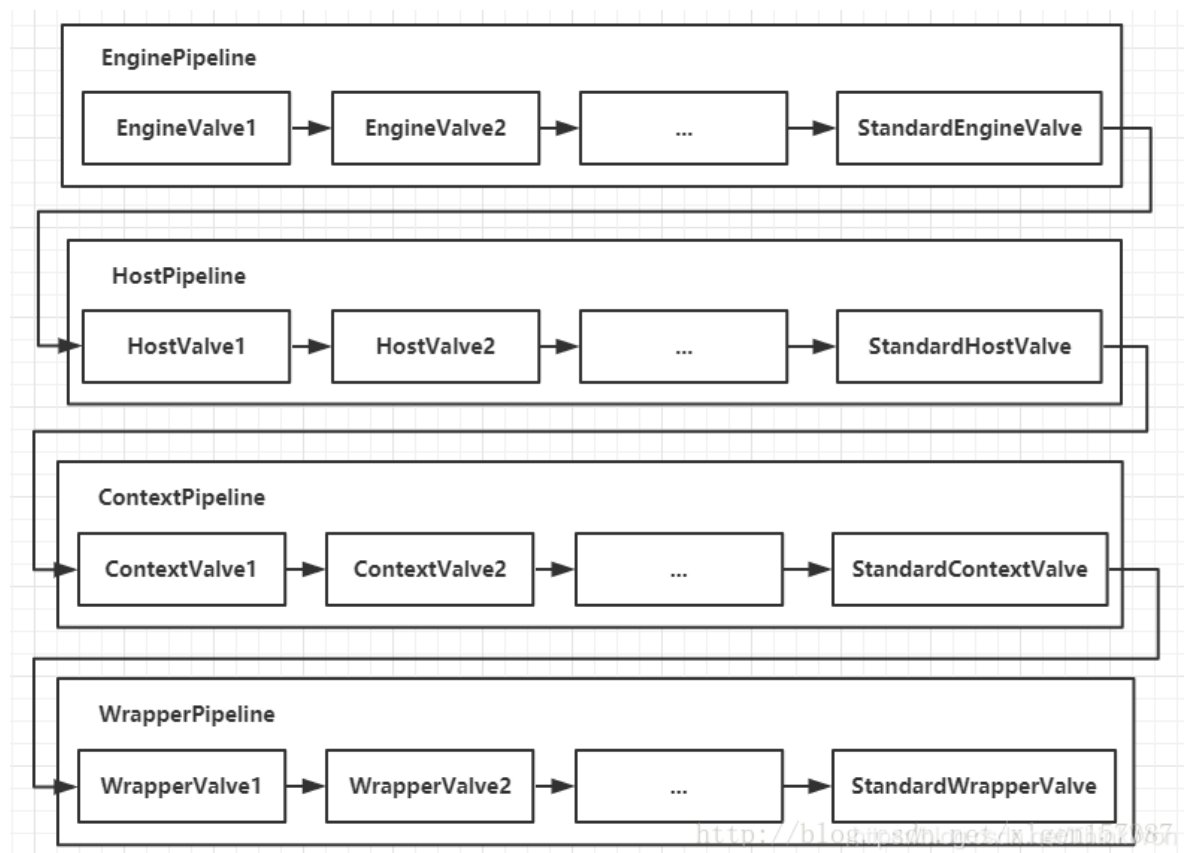 EnginePipeline
EngineValve1
EngineValve2
...
StandardEngineValve
HostPipeline
HostValve1
HostValve2
...
StandardHostValve
ContextPipeline
ContextValve1
ContextValve2
...
StandardContextValve
WrapperPipeline
WrapperValve1
WrapperValve2
...
StandardWrapperValve